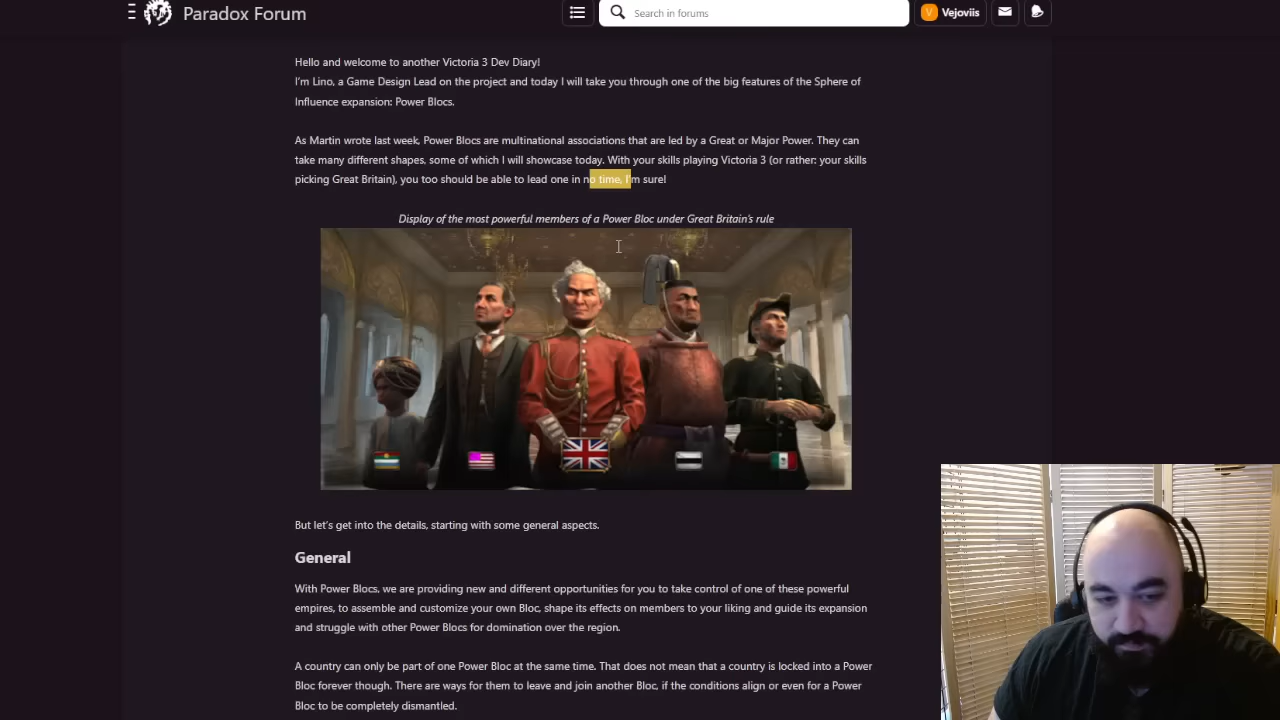 Paradox Forum
Search in forums
V Vejoviis
Hello and welcome to another Victoria 3 Dev Diary!
I'm Lino, a Game Design Lead on the project and today I will take you through one of the big features of the Sphere of
Influence expansion: Power Blocs.
As Martin wrote last week, Power Blocs are multinational associations that are led by a Great or Major Power. They can
take many different shapes, some of which I will showcase today. With your skills playing Victoria 3 (or rather: your skills
picking Great Britain), you too should be able to lead one in no time, I'm sure!
Display of the most powerful members of a Power Bloc under Great Britain's rule
But let's get into the details, starting with some general aspects.
General
With Power Blocs, we are providing new and different opportunities for you to take control of one of these powerful
empires, to assemble and customize your own Bloc, shape its effects on members to your liking and guide its expansion
and struggle with other Power Blocs for domination over the region.
A country can only be part of one Power Bloc at the same time. That does not mean that a country is locked into a Power
Bloc forever though. There are ways for them to leave and join another Bloc, if the conditions align or even for a Power
Bloc to be completely dismantled.